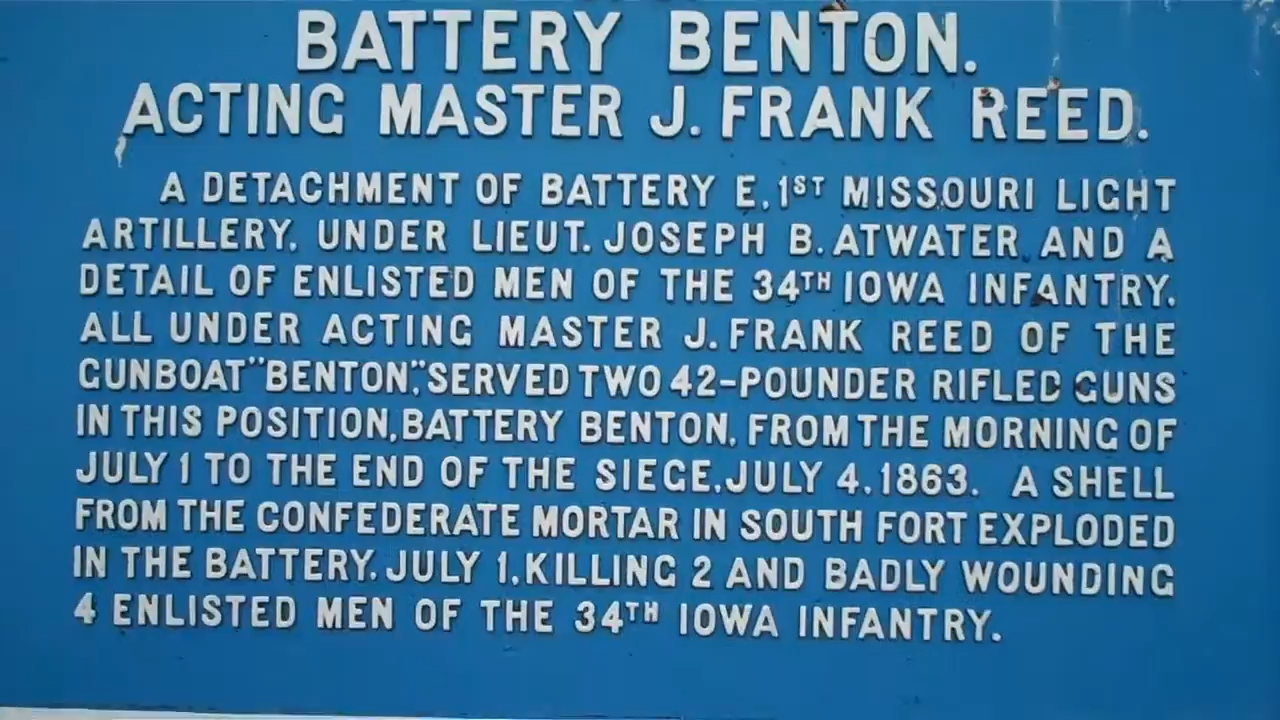 BATTERY BENTON.
ACTING MASTER J. FRANK REED.
A DETACHMENT OF BATTERY E, 1ST MISSOURI LIGHT
ARTILLERY, UNDER LIEUT. JOSEPH B. ATWATER, AND A
DETAIL OF ENLISTED MEN OF THE 34TH IOWA INFANTRY,
ALL UNDER ACTING MASTER J. FRANK REED OF THE
GUNBOAT "BENTON," SERVED TWO 42-POUNDER RIFLED GUNS
IN THIS POSITION, BATTERY BENTON, FROM THE MORNING OF
JULY 1 TO THE END OF THE SIEGE, JULY 4, 1863. A SHELL
FROM THE CONFEDERATE MORTAR IN SOUTH FORT EXPLODED
IN THE BATTERY, JULY 1, KILLING 2 AND BADLY WOUNDING
4 ENLISTED MEN OF THE 34TH IOWA INFANTRY.